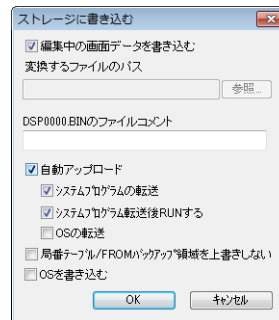 ストレージに書き込む
編集中の画面データを書き込む
変換するファイルのパス
参照...
DSP0000.BINのファイルコメント
自動アップロード
システムプログラムの転送
システムプログラム転送後RUNする
OSの転送
局番テーブル/FROMバックアップ領域を上書きしない
OSを書き込む
OK
キャンセル